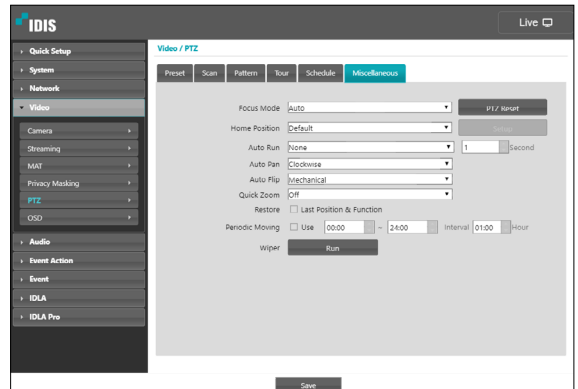 IDIS
Live
Quick Setup
System
Network
Video
Camera
Streaming
MAT
Privacy Masking
PTZ
OSD
Audio
Event Action
Event
IDLA
IDLA Pro
Video / PTZ
Preset Scan Pattern Tour Schedule Miscellaneous
Focus Mode Auto PTZ Reset
Home Position Default Setup
Auto Run None 1 Second
Auto Pan Clockwise
Auto Flip Mechanical
Quick Zoom Off
Restore Last Position & Function
Periodic Moving Use 00:00 ~ 24:00 Interval 01:00 Hour
Wiper Run
Save